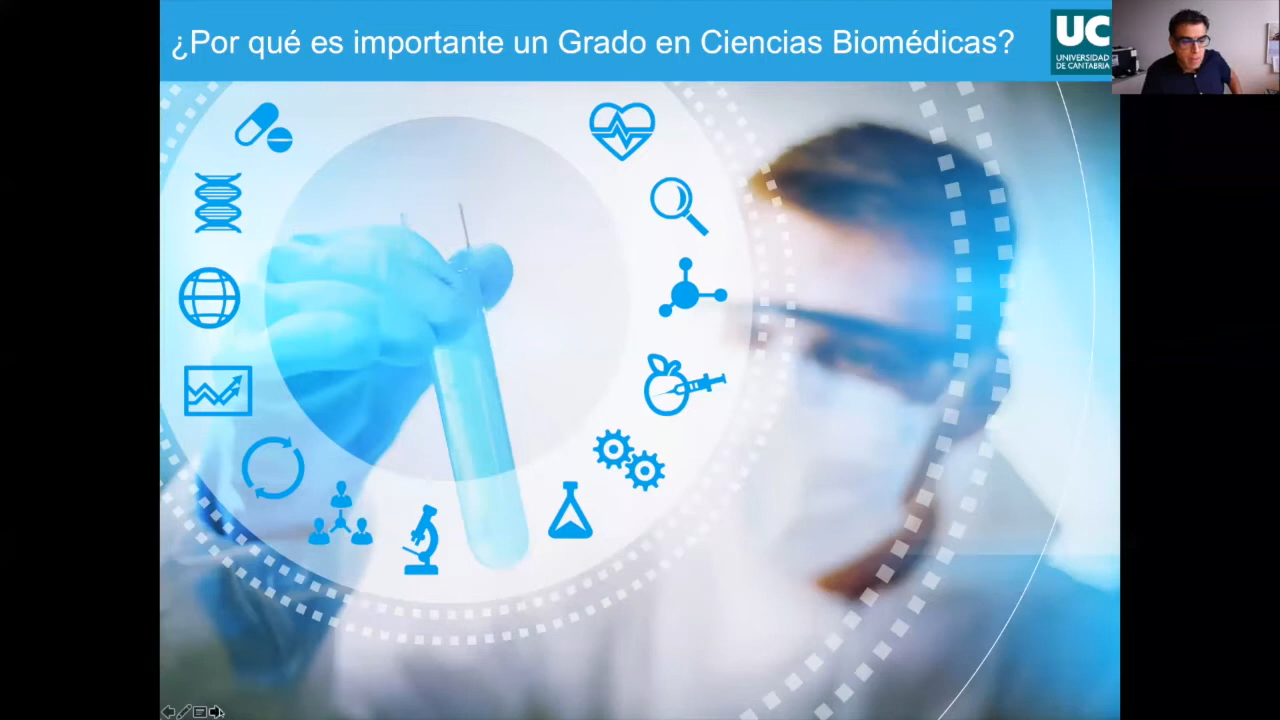 ¿Por qué es importante un Grado en Ciencias Biomédicas?
UC
UNIVERSIDAD
DE CANTABRIA